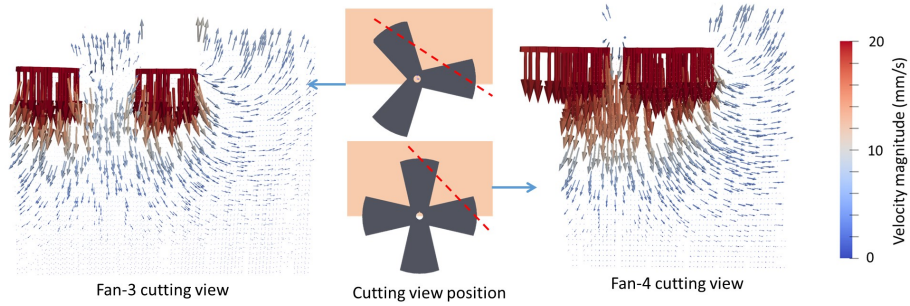 20
10
0
Velocity magnitude (mm/s)
Fan-3 cutting view
Cutting view position
Fan-4 cutting view